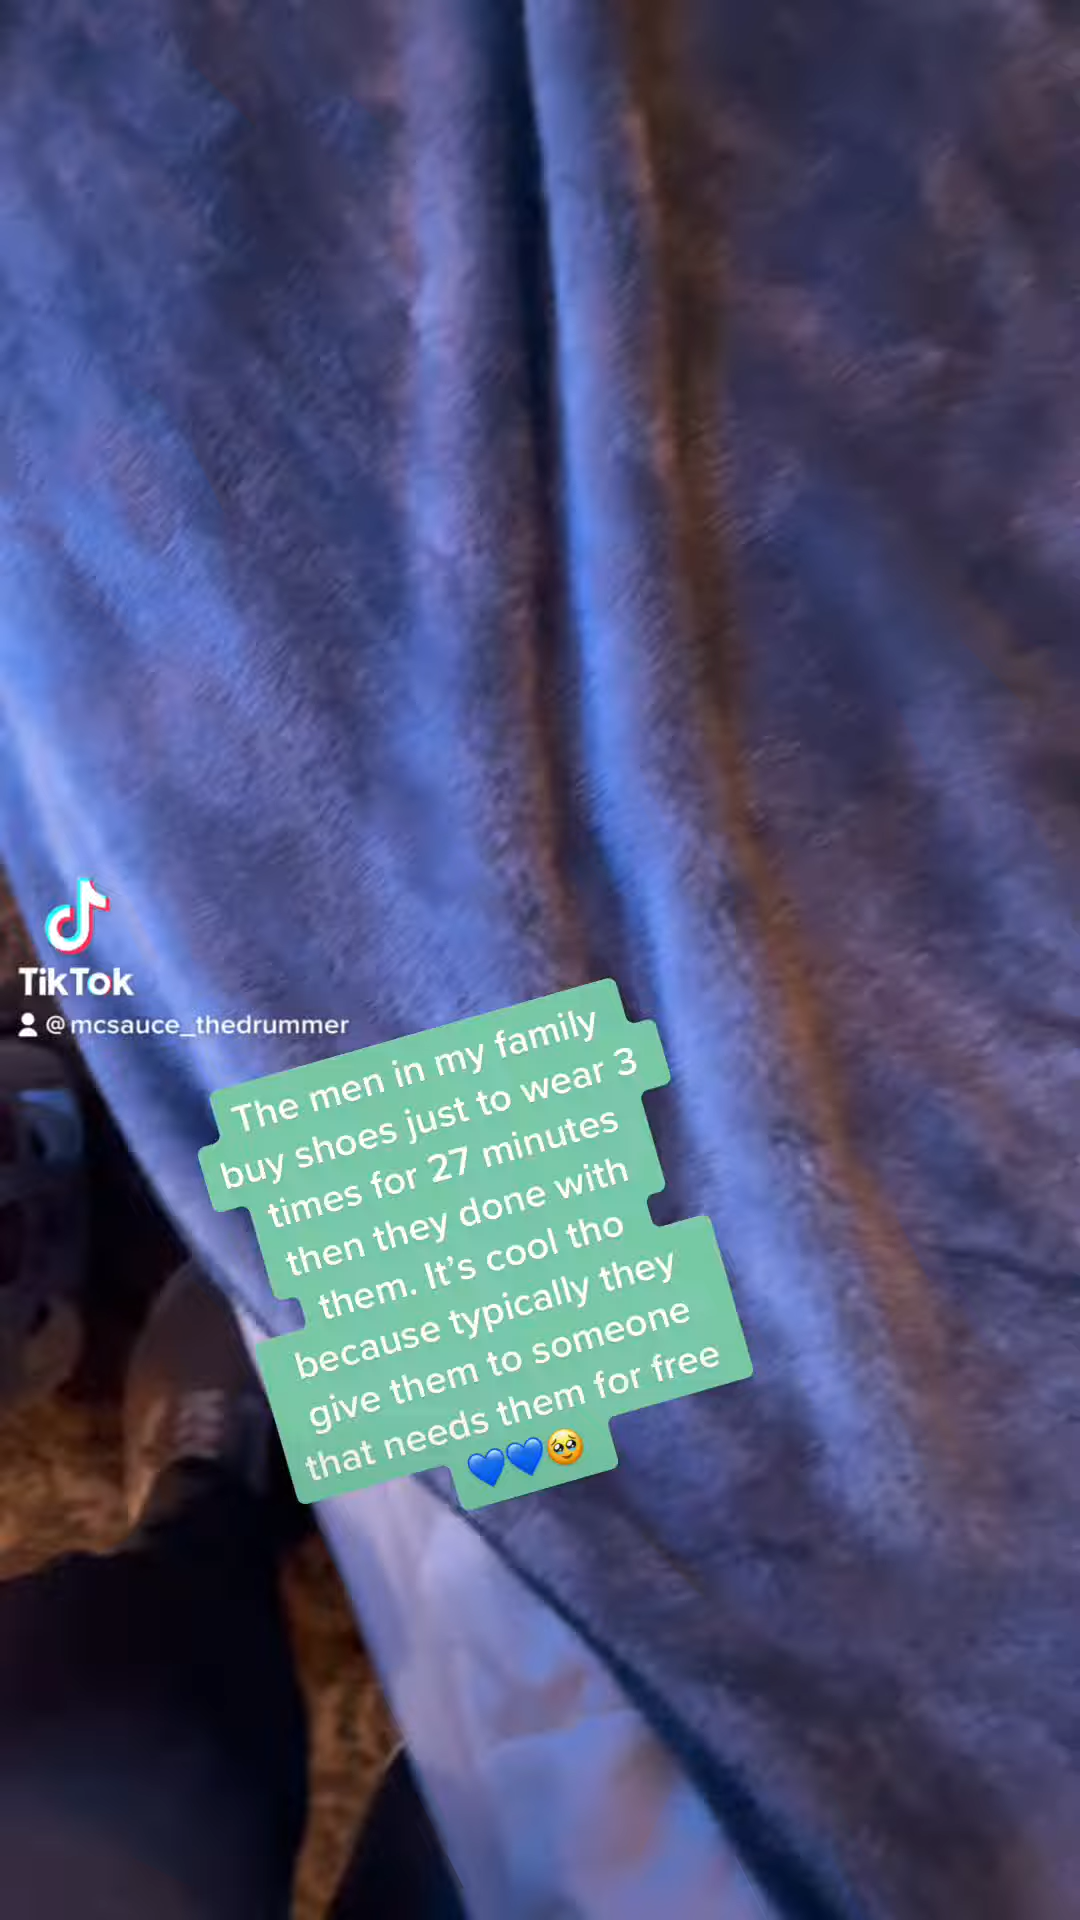 TikTok
@mcsauce_thedrummer
The men in my family
buy shoes just to wear 3
times for 27 minutes
then they done with
them. It’s cool tho
because typically they
give them to someone
that needs them for free
💙💙🥹